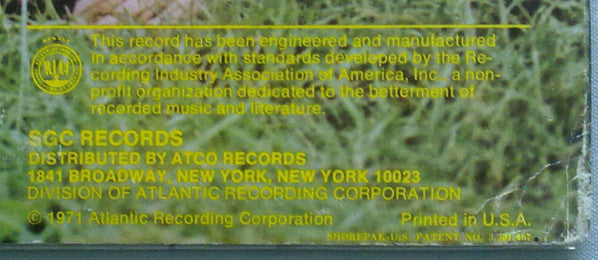 This record has been engineered and manufactured
in accordance with standards developed by the Re-
cording Industry Association of America, Inc., a non-
profit organization dedicated to the betterment of
recorded music and literature.
SGC RECORDS
DISTRIBUTED BY ATCO RECORDS
1841 BROADWAY, NEW YORK, NEW YORK 10023
DIVISION OF ATLANTIC RECORDING CORPORATION
© 1971 Atlantic Recording Corporation Printed in U.S.A.
SHOREPAK-U.S. PATENT NO.